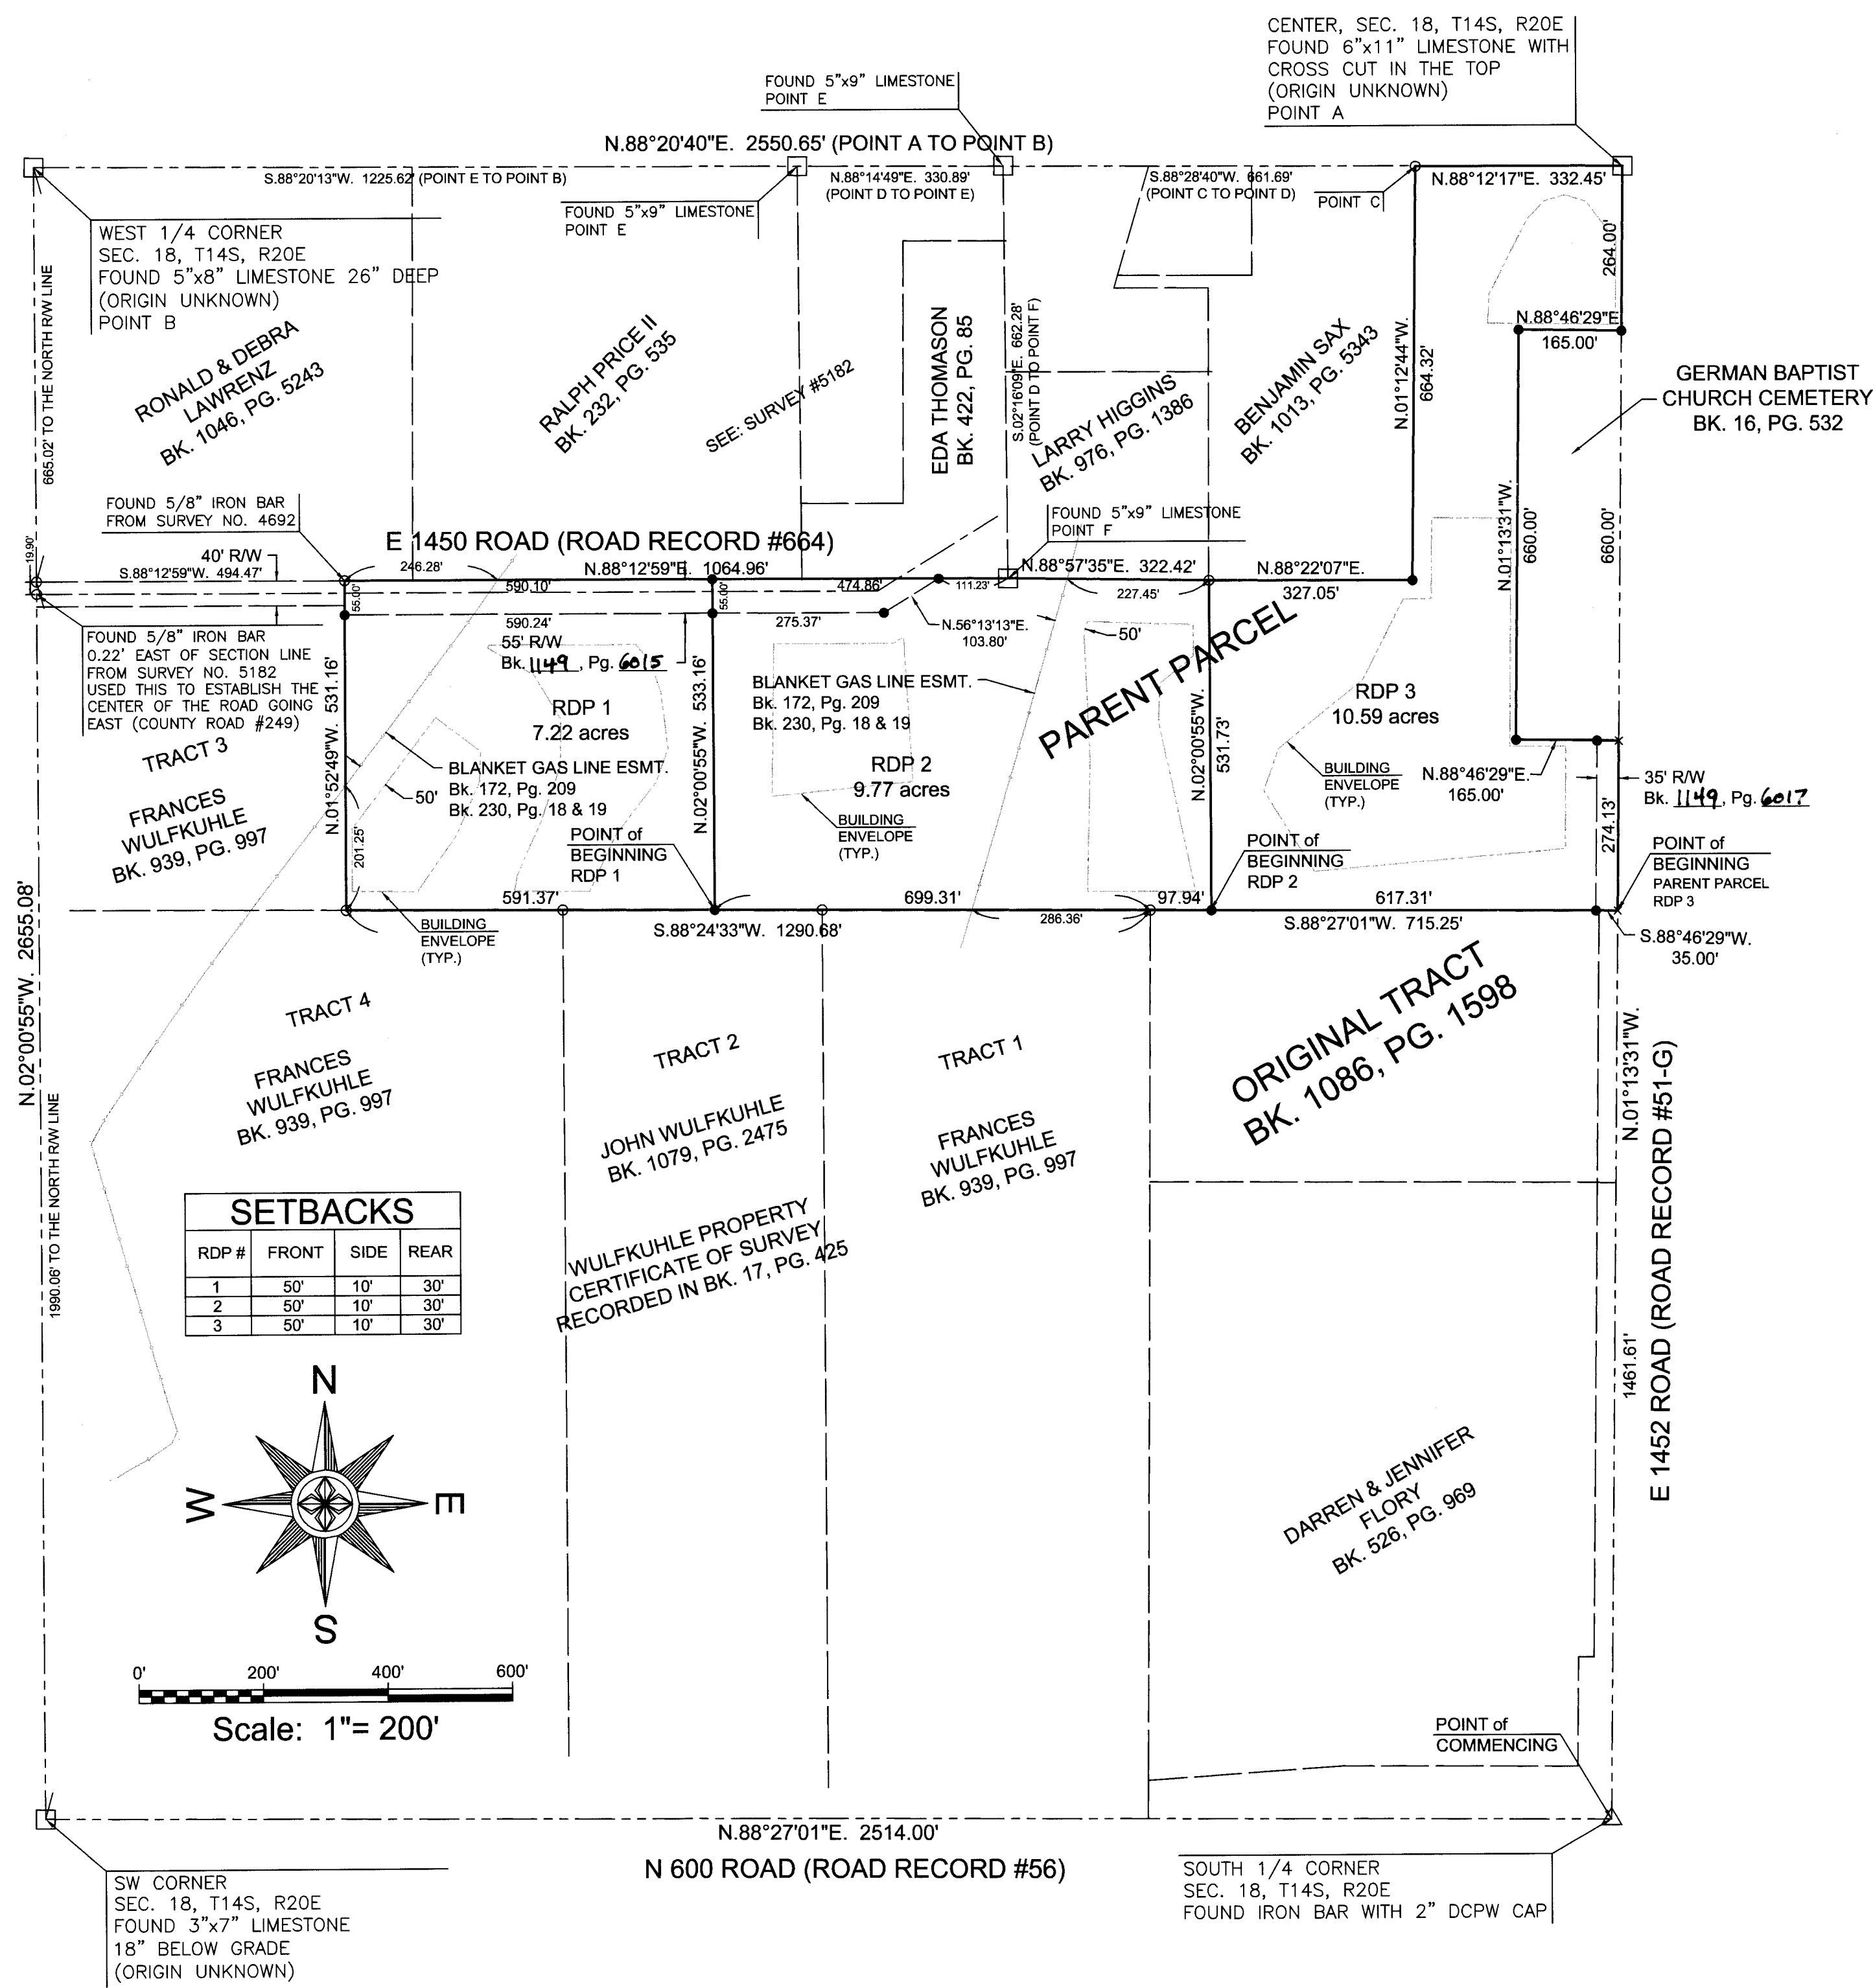 CENTER, SEC. 18, T14S, R20E
FOUND 6"x11" LIMESTONE WITH
CROSS CUT IN THE TOP
(ORIGIN UNKNOWN)
POINT A
FOUND 5"x9" LIMESTONE
POINT E
N.88°20'40"E. 2550.65' (POINT A TO POINT B)
S.88°20'13"W. 1225.62' (POINT E TO POINT B)
N.88°14'49"E. 330.89'
(POINT D TO POINT E)
S.88°28'40"W. 661.69'
(POINT C TO POINT D)
POINT C
N.88°12'17"E. 332.45'
FOUND 5"x9" LIMESTONE
POINT E
WEST 1/4 CORNER
SEC. 18, T14S, R20E
FOUND 5"x8" LIMESTONE 26" DEEP
(ORIGIN UNKNOWN)
POINT B
264.00'
N.88°46'29"E
165.00'
665.02' TO THE NORTH R/W LINE
RONALD & DEBRA
LAWRENZ
BK. 1046, PG. 5243
RALPH PRICE II
BK. 232, PG. 535
SEE: SURVEY #5182
EDA THOMASON
BK. 422, PG. 85
S.02°16'09"E. 662.28'
(POINT D TO POINT F)
LARRY HIGGINS
BK. 976, PG. 1386
BENJAMIN SAX
BK. 1013, PG. 5343
N.01°12'44"W.
664.32'
GERMAN BAPTIST
CHURCH CEMETERY
BK. 16, PG. 532
N.01°13'31"W.
660.00'
660.00'
FOUND 5/8" IRON BAR
FROM SURVEY NO. 4692
FOUND 5"x9" LIMESTONE
POINT F
E 1450 ROAD (ROAD RECORD #664)
19.90'
40' R/W
S.88°12'59"W. 494.47'
246.28'
N.88°12'59"E. 1064.96'
N.88°57'35"E. 322.42'
N.88°22'07"E.
327.05'
590.10'
474.86'
111.23'
227.45'
55.00'
55.00'
590.24'
275.37'
N.56°13'13"E.
103.80'
50'
55' R/W
Bk. 1149, Pg. 6015
FOUND 5/8" IRON BAR
0.22' EAST OF SECTION LINE
FROM SURVEY NO. 5182
USED THIS TO ESTABLISH THE
CENTER OF THE ROAD GOING
EAST (COUNTY ROAD #249)
N.01°52'49"W. 531.16'
RDP 1
7.22 acres
N.02°00'55"W. 533.16'
BLANKET GAS LINE ESMT.
Bk. 172, Pg. 209
Bk. 230, Pg. 18 & 19
PARENT PARCEL
RDP 3
10.59 acres
RDP 2
9.77 acres
N.02°00'55"W.
531.73'
TRACT 3
FRANCES
WULFKUHLE
BK. 939, PG. 997
BLANKET GAS LINE ESMT.
Bk. 172, Pg. 209
Bk. 230, Pg. 18 & 19
50'
BUILDING
ENVELOPE
(TYP.)
N.88°46'29"E.
165.00'
35' R/W
Bk. 1149, Pg. 6017
274.13'
BUILDING
ENVELOPE
(TYP.)
POINT of
BEGINNING
RDP 1
POINT of
BEGINNING
RDP 2
POINT of
BEGINNING
PARENT PARCEL
RDP 3
201.25'
591.37'
699.31'
97.94'
617.31'
286.36'
S.88°24'33"W. 1290.68'
S.88°27'01"W. 715.25'
S.88°46'29"W.
35.00'
BUILDING
ENVELOPE
(TYP.)
N.02°00'55"W. 2655.08'
1990.06' TO THE NORTH R/W LINE
TRACT 4
FRANCES
WULFKUHLE
BK. 939, PG. 997
TRACT 2
JOHN WULFKUHLE
BK. 1079, PG. 2475
TRACT 1
FRANCES
WULFKUHLE
BK. 939, PG. 997
ORIGINAL TRACT
BK. 1086, PG. 1598
N.01°13'31"W.
1461.61'
E 1452 ROAD (ROAD RECORD #51-G)
WULFKUHLE PROPERTY
CERTIFICATE OF SURVEY
RECORDED IN BK. 17, PG. 425
SETBACKS
RDP # FRONT SIDE REAR
1 50' 10' 30'
2 50' 10' 30'
3 50' 10' 30'
N
W E
S
DARREN & JENNIFER
FLORY
BK. 526, PG. 969
0' 200' 400' 600'
Scale: 1"= 200'
POINT of
COMMENCING
N.88°27'01"E. 2514.00'
N 600 ROAD (ROAD RECORD #56)
SW CORNER
SEC. 18, T14S, R20E
FOUND 3"x7" LIMESTONE
18" BELOW GRADE
(ORIGIN UNKNOWN)
SOUTH 1/4 CORNER
SEC. 18, T14S, R20E
FOUND IRON BAR WITH 2" DCPW CAP